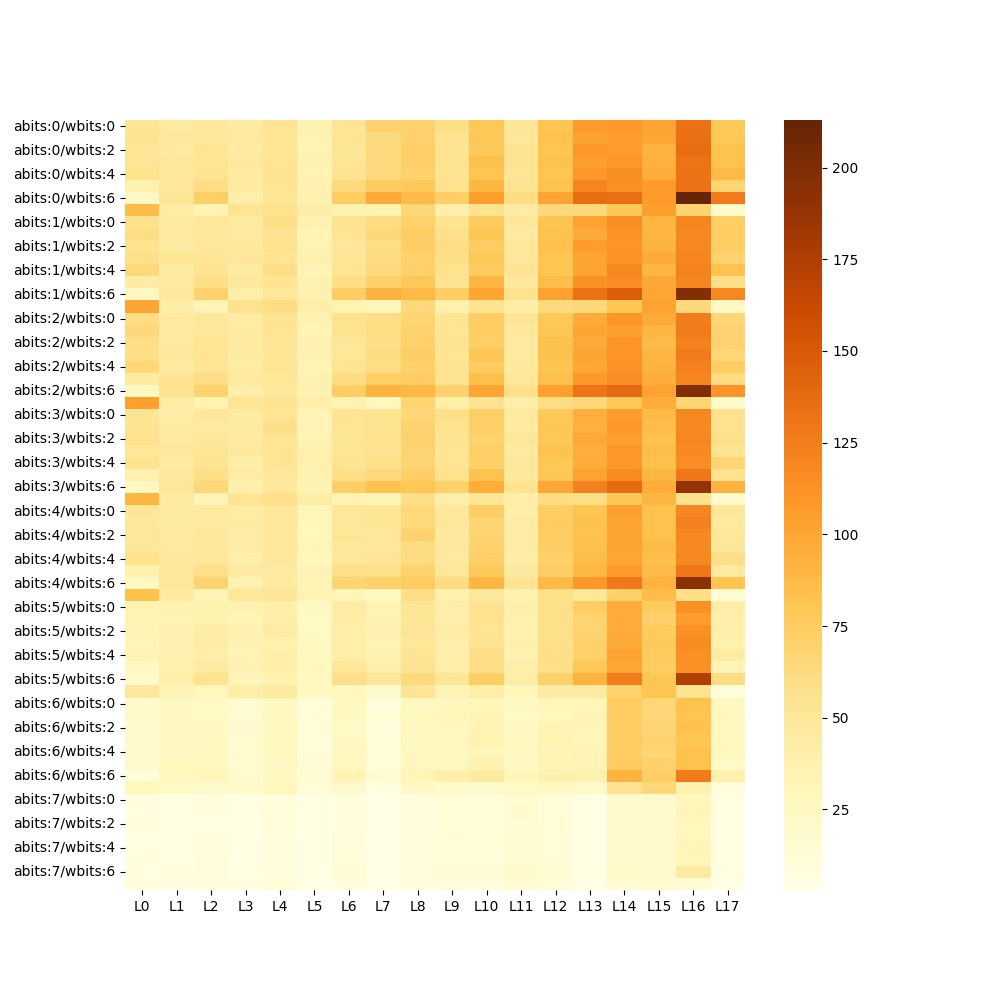 abits:0/wbits:0
abits:0/wbits:2
abits:0/wbits:4
abits:0/wbits:6
abits:1/wbits:0
abits:1/wbits:2
abits:1/wbits:4
abits:1/wbits:6
abits:2/wbits:0
abits:2/wbits:2
abits:2/wbits:4
abits:2/wbits:6
abits:3/wbits:0
abits:3/wbits:2
abits:3/wbits:4
abits:3/wbits:6
abits:4/wbits:0
abits:4/wbits:2
abits:4/wbits:4
abits:4/wbits:6
abits:5/wbits:0
abits:5/wbits:2
abits:5/wbits:4
abits:5/wbits:6
abits:6/wbits:0
abits:6/wbits:2
abits:6/wbits:4
abits:6/wbits:6
abits:7/wbits:0
abits:7/wbits:2
abits:7/wbits:4
abits:7/wbits:6
L0 L1 L2 L3 L4 L5 L6 L7 L8 L9 L10 L11 L12 L13 L14 L15 L16 L17
200
175
150
125
100
75
50
25